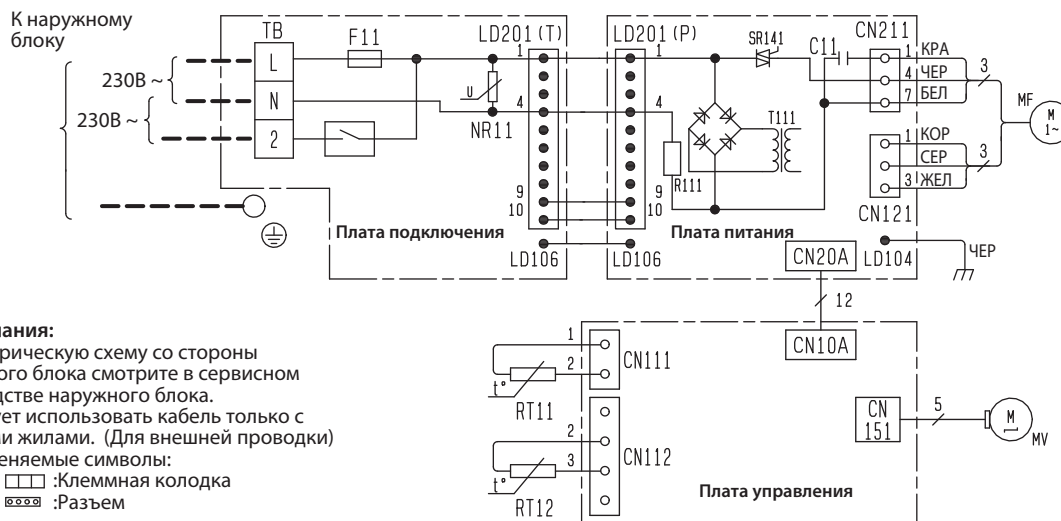 К наружному
блоку
230В ~
230В ~
TB
L
N
2
F11
u
NR11
LD201 (T)
1
4
9
10
Плата подключения
LD106
LD201 (P)
1
4
9
10
R111
T111
SR141
C11
CN211
1 КРА
4 ЧЕР
7 БЕЛ
3
MF
M
1~
1 КОР
СЕР
3 ЖЕЛ
3
CN121
Плата питания
LD106
CN20A
LD104
ЧЕР
12
CN10A
ания:
рическую схему со стороны
ого блока смотрите в сервисном
дстве наружного блока.
ует использовать кабель только с
ми жилами. (Для внешней проводки)
еняемые символы:
:Клеммная колодка
:Разъем
1
2
CN111
t°
RT11
2
3
CN112
t°
RT12
CN
151
5
M
MV
Плата управления